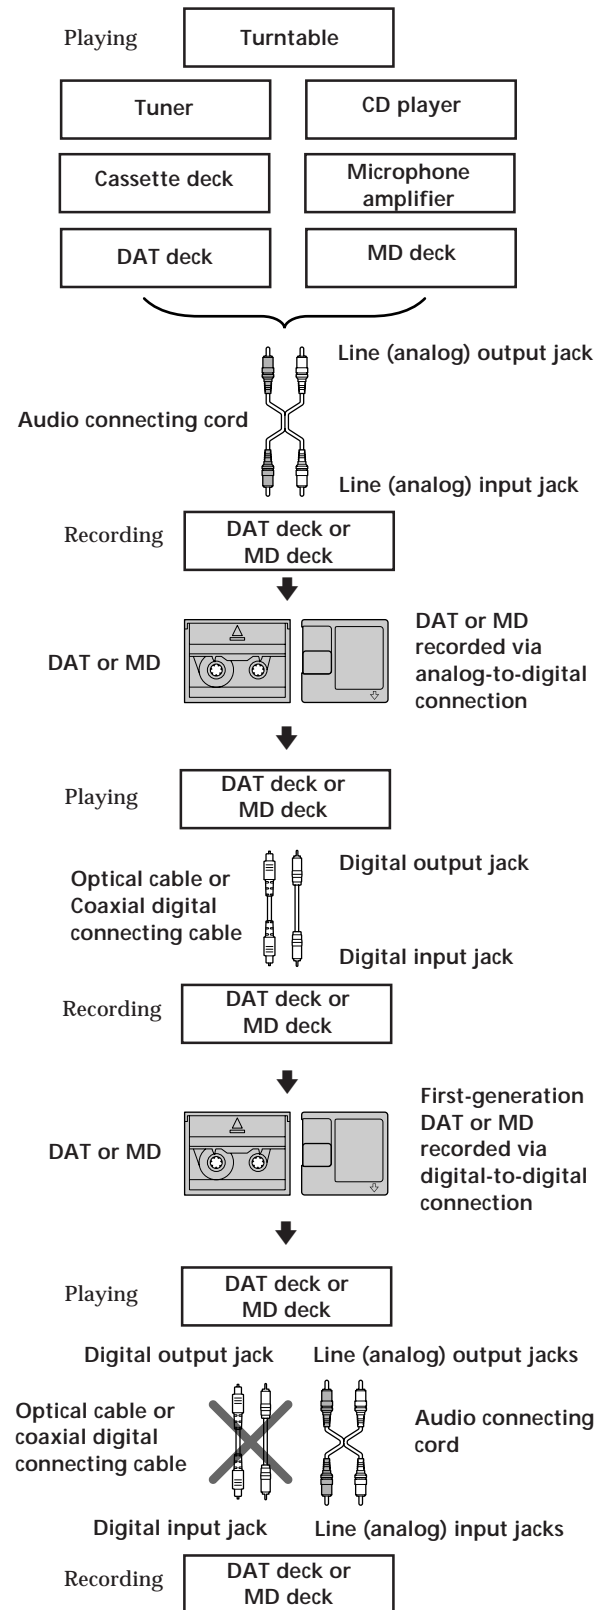 Playing
Turntable
Tuner
CD player
Cassette deck
Microphone
amplifier
DAT deck
MD deck
Line (analog) output jack
Audio connecting cord
Line (analog) input jack
Recording
DAT deck or
MD deck
DAT or MD
DAT or MD
recorded via
analog-to-digital
connection
Playing
DAT deck or
MD deck
Optical cable or
Coaxial digital
connecting cable
Digital output jack
Digital input jack
Recording
DAT deck or
MD deck
DAT or MD
First-generation
DAT or MD
recorded via
digital-to-digital
connection
Playing
DAT deck or
MD deck
Digital output jack
Line (analog) output jacks
Optical cable or
coaxial digital
connecting cable
Audio connecting
cord
Digital input jack
Line (analog) input jacks
Recording
DAT deck or
MD deck